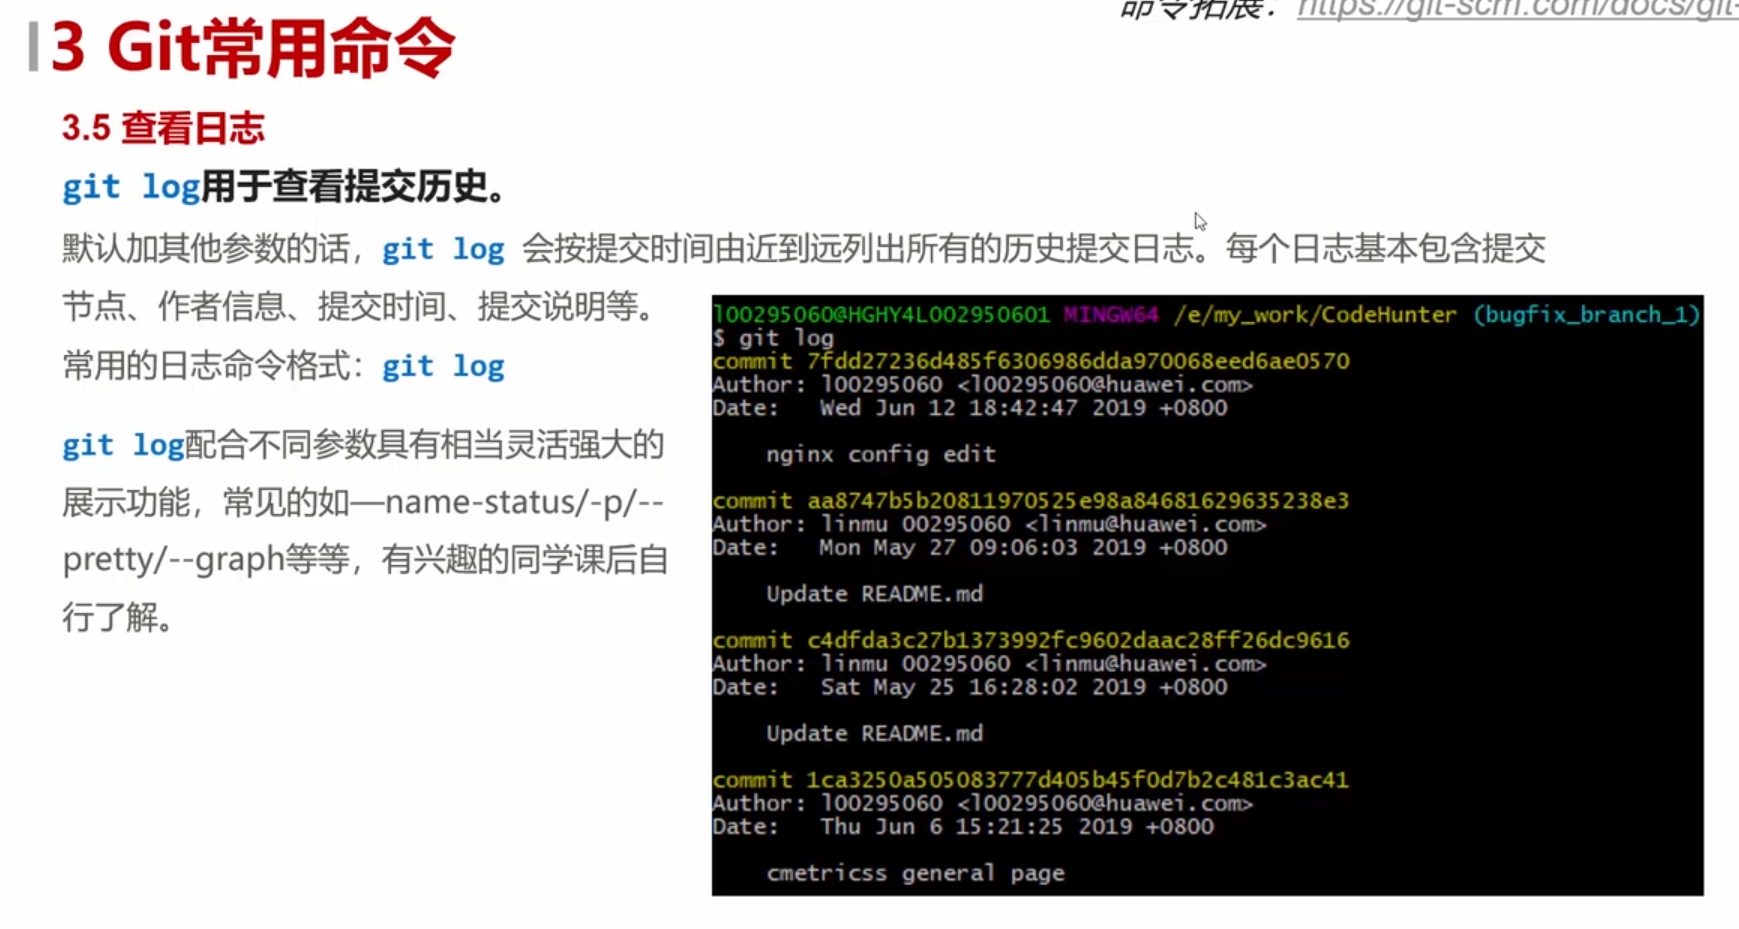 命令拓展：https://git-scm.com/docs/git-
3 Git常用命令
3.5 查看日志
git log用于查看提交历史。
默认加其他参数的话，git log 会按提交时间由近到远列出所有的历史提交日志。每个日志基本包含提交
节点、作者信息、提交时间、提交说明等。
常用的日志命令格式：git log
git log配合不同参数具有相当灵活强大的
展示功能，常见的如—name-status/-p/--
pretty/--graph等等，有兴趣的同学课后自
行了解。
l00295060@HGHY4L002950601 MINGW64 /e/my_work/CodeHunter (bugfix_branch_1)
$ git log
commit 7fdd27236d485f6306986dda970068eed6ae0570
Author: l00295060 <l00295060@huawei.com>
Date:   Wed Jun 12 18:42:47 2019 +0800
nginx config edit
commit aa8747b5b20811970525e98a84681629635238e3
Author: linmu 00295060 <linmu@huawei.com>
Date:   Mon May 27 09:06:03 2019 +0800
Update README.md
commit c4dfda3c27b1373992fc9602daac28ff26dc9616
Author: linmu 00295060 <linmu@huawei.com>
Date:   Sat May 25 16:28:02 2019 +0800
Update README.md
commit 1ca3250a505083777d405b45f0d7b2c481c3ac41
Author: l00295060 <l00295060@huawei.com>
Date:   Thu Jun 6 15:21:25 2019 +0800
cmetricss general page